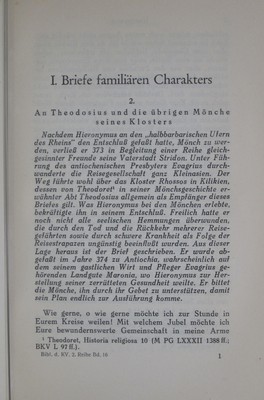 I. Briefe familiären Charakters
2.
An Theodosius und die übrigen Mönche
seines Klosters
Nachdem Hieronymus an den „halbbarbarischen Ufern
des Rheins" den Entschluß gefaßt hatte, Mönch zu wer-
den, verließ er 373 in Begleitung einer Reihe gleich-
gesinnter Freunde seine Vaterstadt Stridon. Unter Füh-
rung des antiochenischen Presbyters Evagrius durch-
wanderte die Reisegesellschaft ganz Kleinasien. Der
Weg führte wohl über das Kloster Rhossos in Kilikien,
dessen von Theodoret¹ in seiner Mönchsgeschichte er-
wähnter Abt Theodosius allgemein als Empfänger dieses
Briefes gilt. Was Hieronymus bei den Mönchen erlebte,
bekräftigte ihn in seinem Entschluß. Freilich hatte er
noch nicht alle seelischen Hemmungen überwunden,
die durch den Tod und die Rückkehr mehrerer Reise-
gefährten sowie durch schwere Krankheit als Folge der
Reisestrapazen ungünstig beeinflußt wurden. Aus dieser
Lage heraus ist der Brief geschrieben. Er wurde ab-
gefaßt im Jahre 374 zu Antiochia, wahrscheinlich auf
dem seinem gastlichen Wirt und Pfleger Evagrius ge-
hörenden Landgute Maronia, wo Hieronymus zur Her-
stellung seiner zerrütteten Gesundheit weilte. Er bittet
die Mönche, ihn durch ihr Gebet zu unterstützen, damit
sein Plan endlich zur Ausführung komme.
Wie gerne, o wie gerne möchte ich zur Stunde in
Eurem Kreise weilen! Mit welchem Jubel möchte ich
Eure bewundernswerte Gemeinschaft in meine Arme
¹ Theodoret, Historia religiosa 10 (M PG LXXXII 1388 ff.;
BKV L 97 ff.).
Bibl. d. KV. 2. Reihe Bd. 16
1